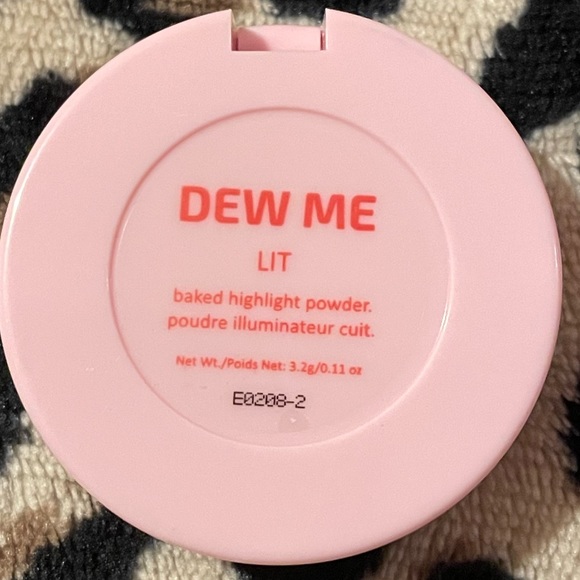 DEW ME
LIT
baked highlight powder.
poudre illuminateur cuit.
Net Wt./Poids Net: 3.2g/0.11 oz
E0208-2